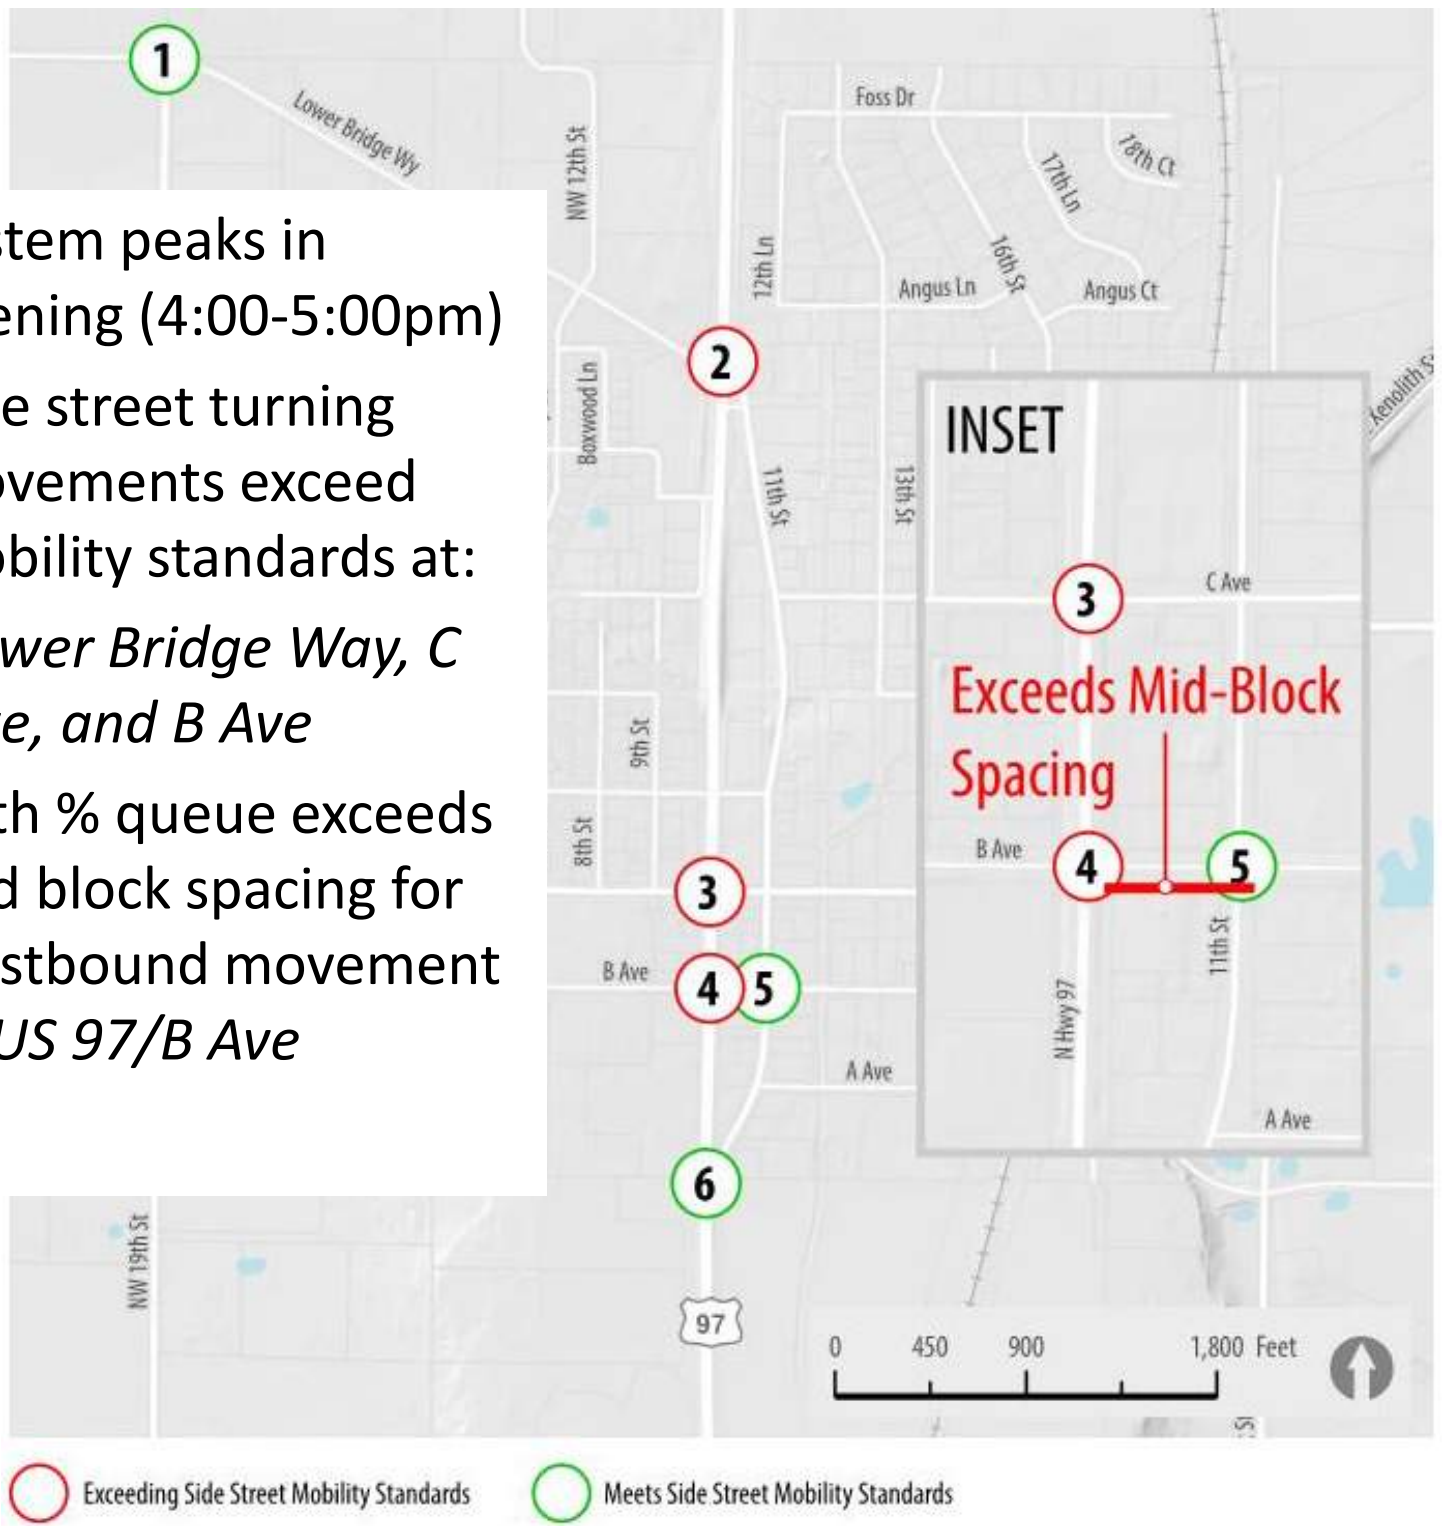 1
Lower Bridge Wy
NW 12th St
Foss Dr
18th Ct
17th Ln
16th St
12th Ln
Angus Ln
Angus Ct
stem peaks in
ening (4:00-5:00pm)
e street turning
ovements exceed
obility standards at:
wer Bridge Way, C
e, and B Ave
th % queue exceeds
d block spacing for
stbound movement
US 97/B Ave
2
Boxwood Ln
11th St
13th St
Xenolith S
9th St
8th St
3
B Ave
4
5
A Ave
6
INSET
3
C Ave
Exceeds Mid-Block
Spacing
B Ave
4
5
11th St
N Hwy 97
A Ave
NW 19th St
97
0 450 900 1,800 Feet
St
Exceeding Side Street Mobility Standards
Meets Side Street Mobility Standards